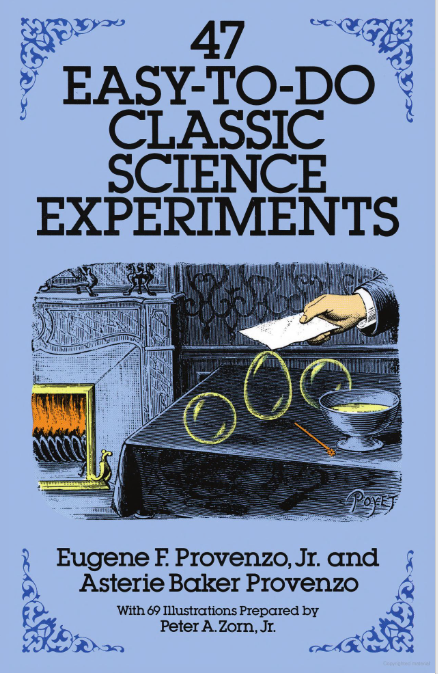 47
EASY-TO-DO
CLASSIC
SCIENCE
EXPERIMENTS
POYET
Eugene F. Provenzo, Jr. and
Asterie Baker Provenzo
With 69 Illustrations Prepared by
Peter A. Zorn, Jr.